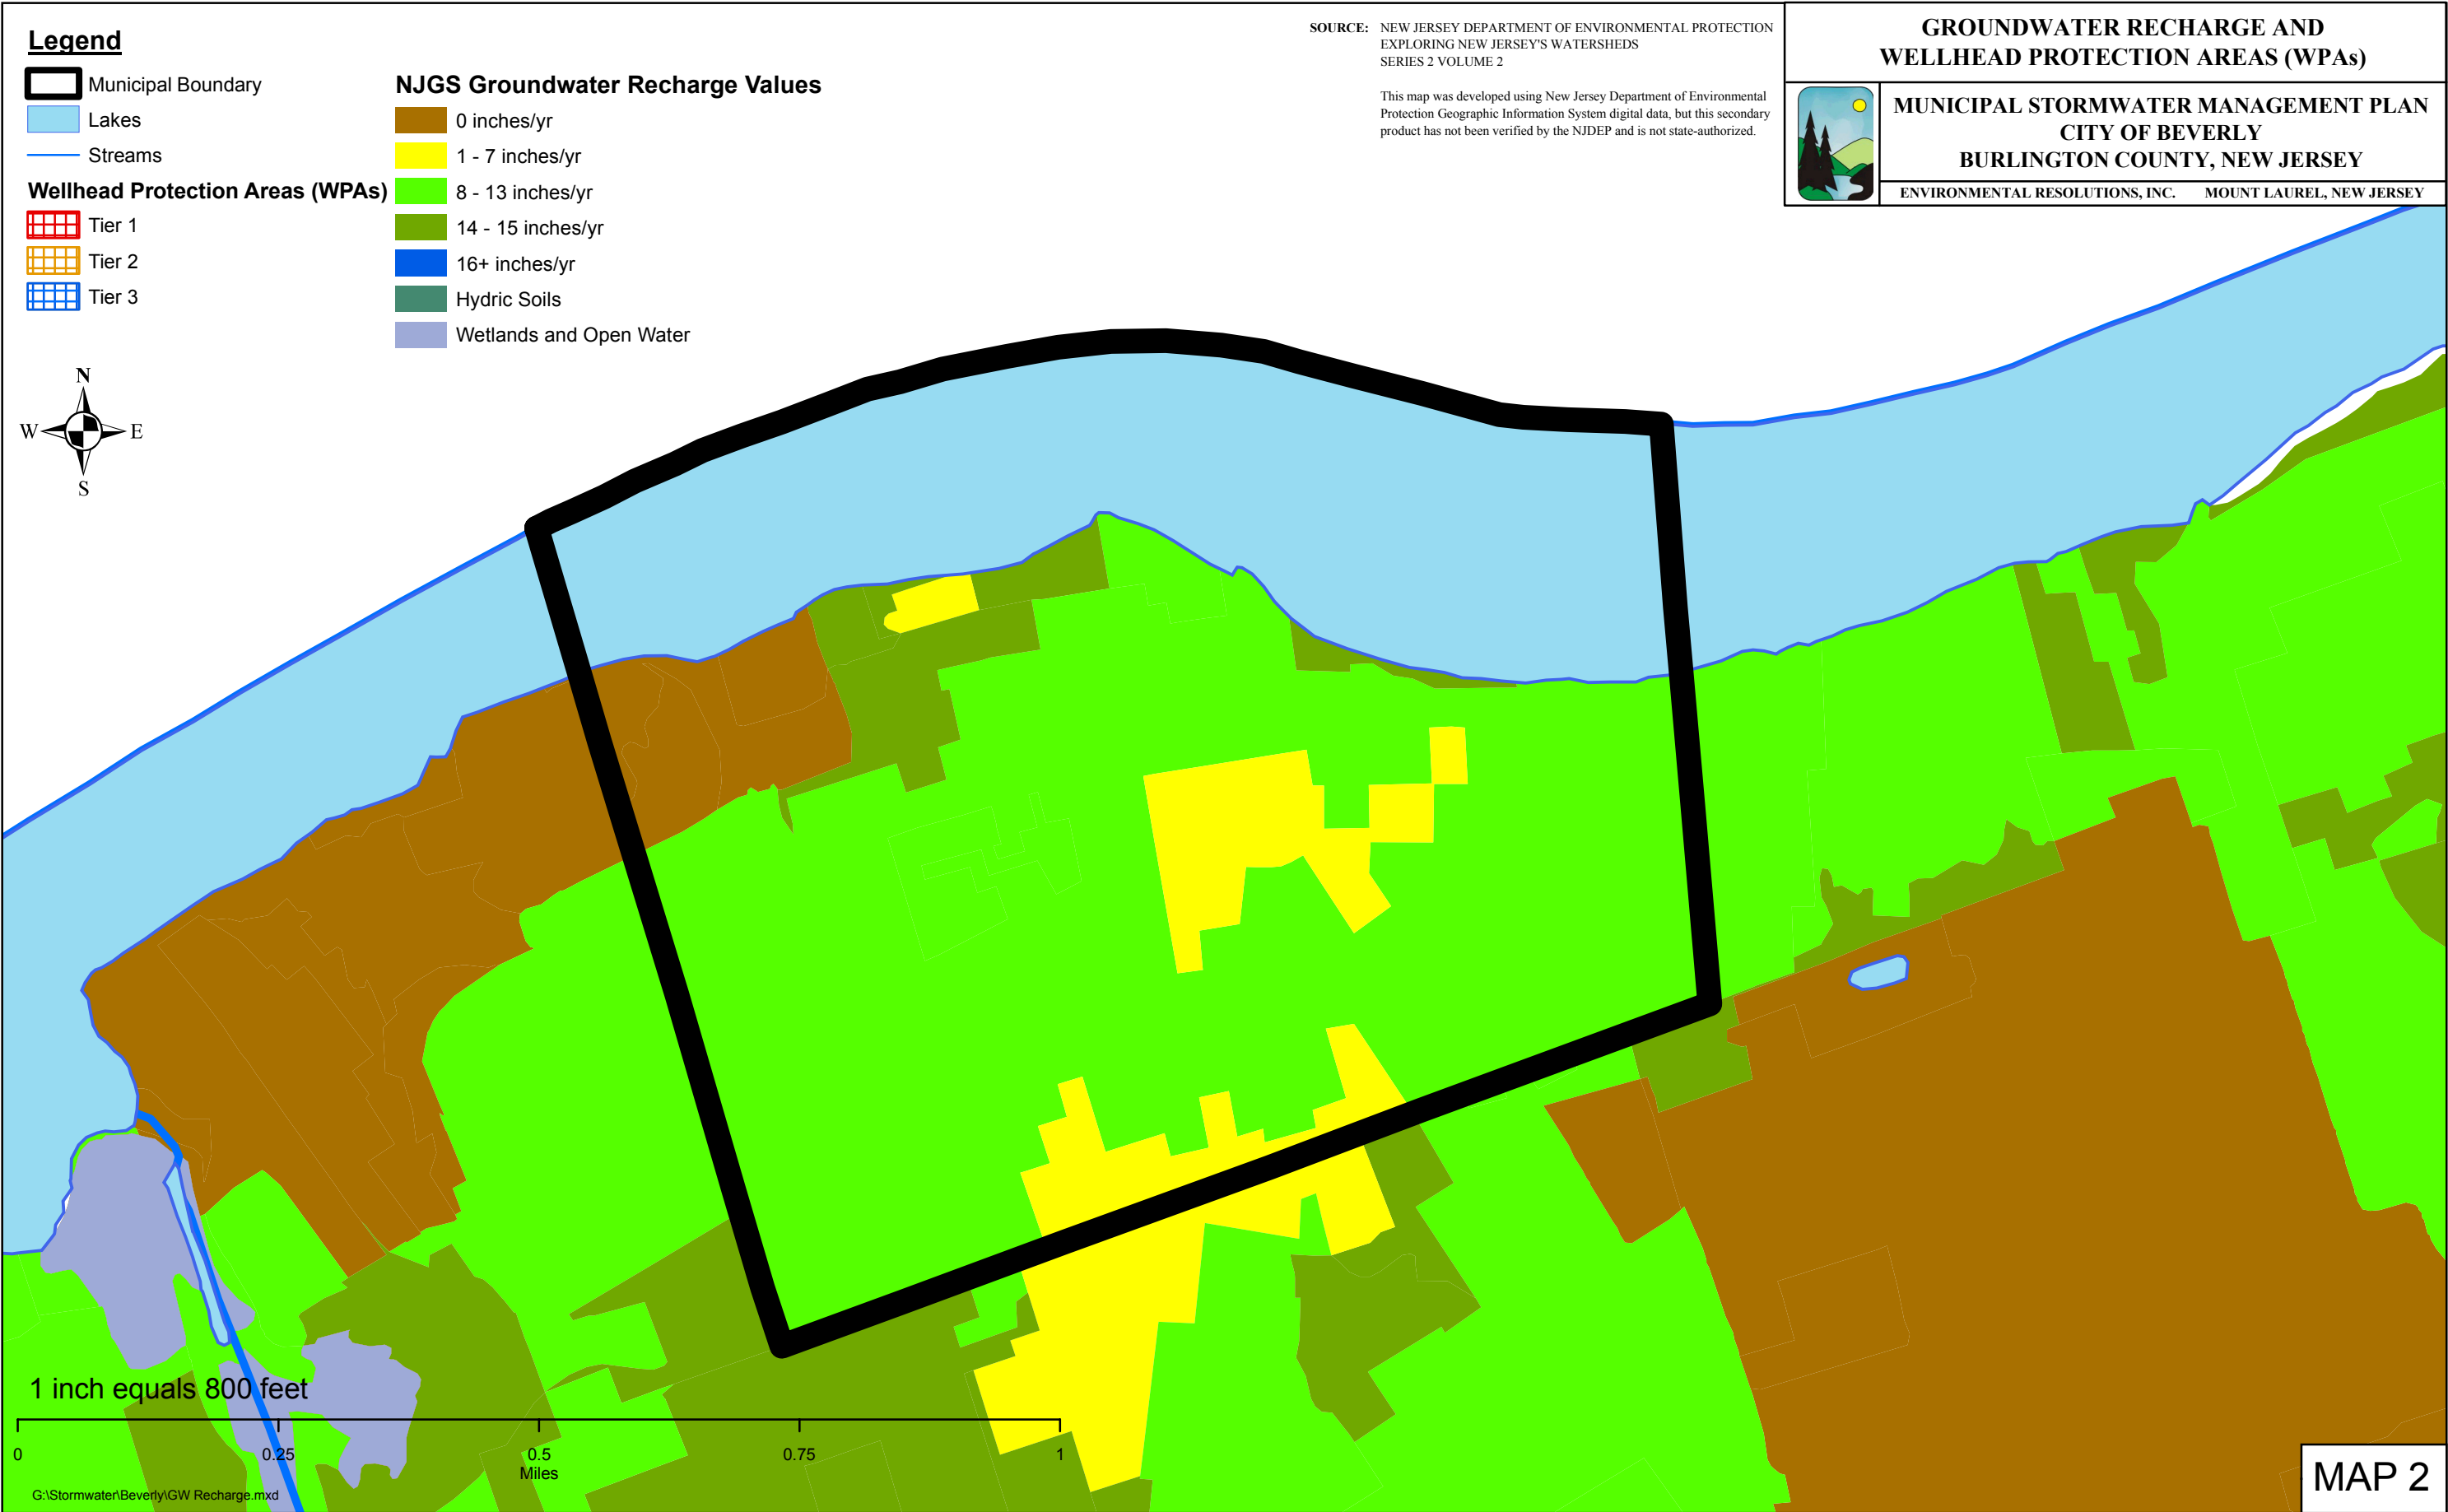 Legend
Municipal Boundary
Lakes
Streams
Wellhead Protection Areas (WPAs)
Tier 1
Tier 2
Tier 3
NJGS Groundwater Recharge Values
0 inches/yr
1 - 7 inches/yr
8 - 13 inches/yr
14 - 15 inches/yr
16+ inches/yr
Hydric Soils
Wetlands and Open Water
SOURCE: NEW JERSEY DEPARTMENT OF ENVIRONMENTAL PROTECTION
EXPLORING NEW JERSEY'S WATERSHEDS
SERIES 2 VOLUME 2
This map was developed using New Jersey Department of Environmental
Protection Geographic Information System digital data, but this secondary
product has not been verified by the NJDEP and is not state-authorized.
GROUNDWATER RECHARGE AND
WELLHEAD PROTECTION AREAS (WPAs)
MUNICIPAL STORMWATER MANAGEMENT PLAN
CITY OF BEVERLY
BURLINGTON COUNTY, NEW JERSEY
ENVIRONMENTAL RESOLUTIONS, INC. MOUNT LAUREL, NEW JERSEY
N
W E
S
1 inch equals 800 feet
0 0.25 0.5 0.75 1
Miles
G:\Stormwater\Beverly\GW Recharge.mxd
MAP 2